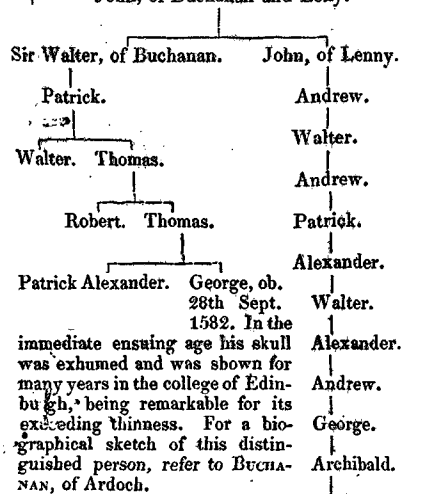 John, of Buchanan and Leny.
Sir Walter, of Buchanan. John, of Lenny.
Patrick. Andrew.
Walter.
Walter. Thomas.
Andrew.
Robert. Thomas. Patrick.
Alexander.
Patrick Alexander. George, ob.
28th Sept. Walter.
1582. In the
immediate ensuing age his skull Alexander.
was exhumed and was shown for
many years in the college of Edin- Andrew.
burgh, being remarkable for its
exceeding thinness. For a bio- George.
graphical sketch of this distin-
guished person, refer to BUCHA- Archibald.
NAN, of Ardoch.